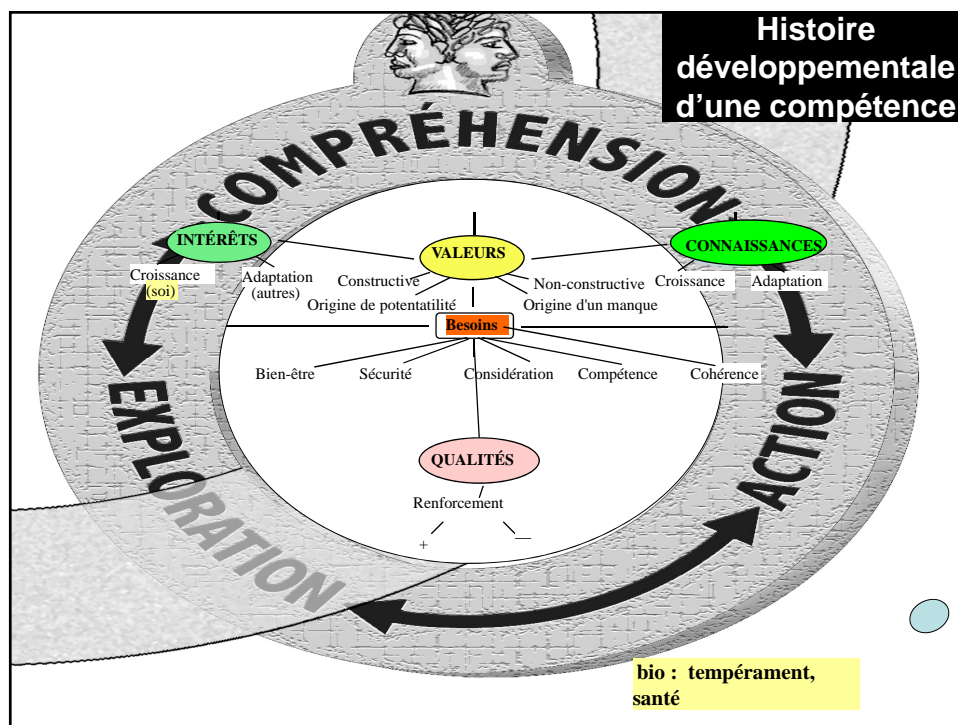 Histoire
développementale
d’une compétence
COMPRÉHENSION
INTÉRÊTS
VALEURS
CONNAISSANCES
Croissance
(soi)
Adaptation
(autres)
Constructive
Non-constructive
Croissance
Adaptation
Origine de potentatilité
Origine d'un manque
Besoins
Bien-être
Sécurité
Considération
Compétence
Cohérence
EXPLORATION
ACTION
QUALITÉS
Renforcement
+
—
bio : tempérament,
santé